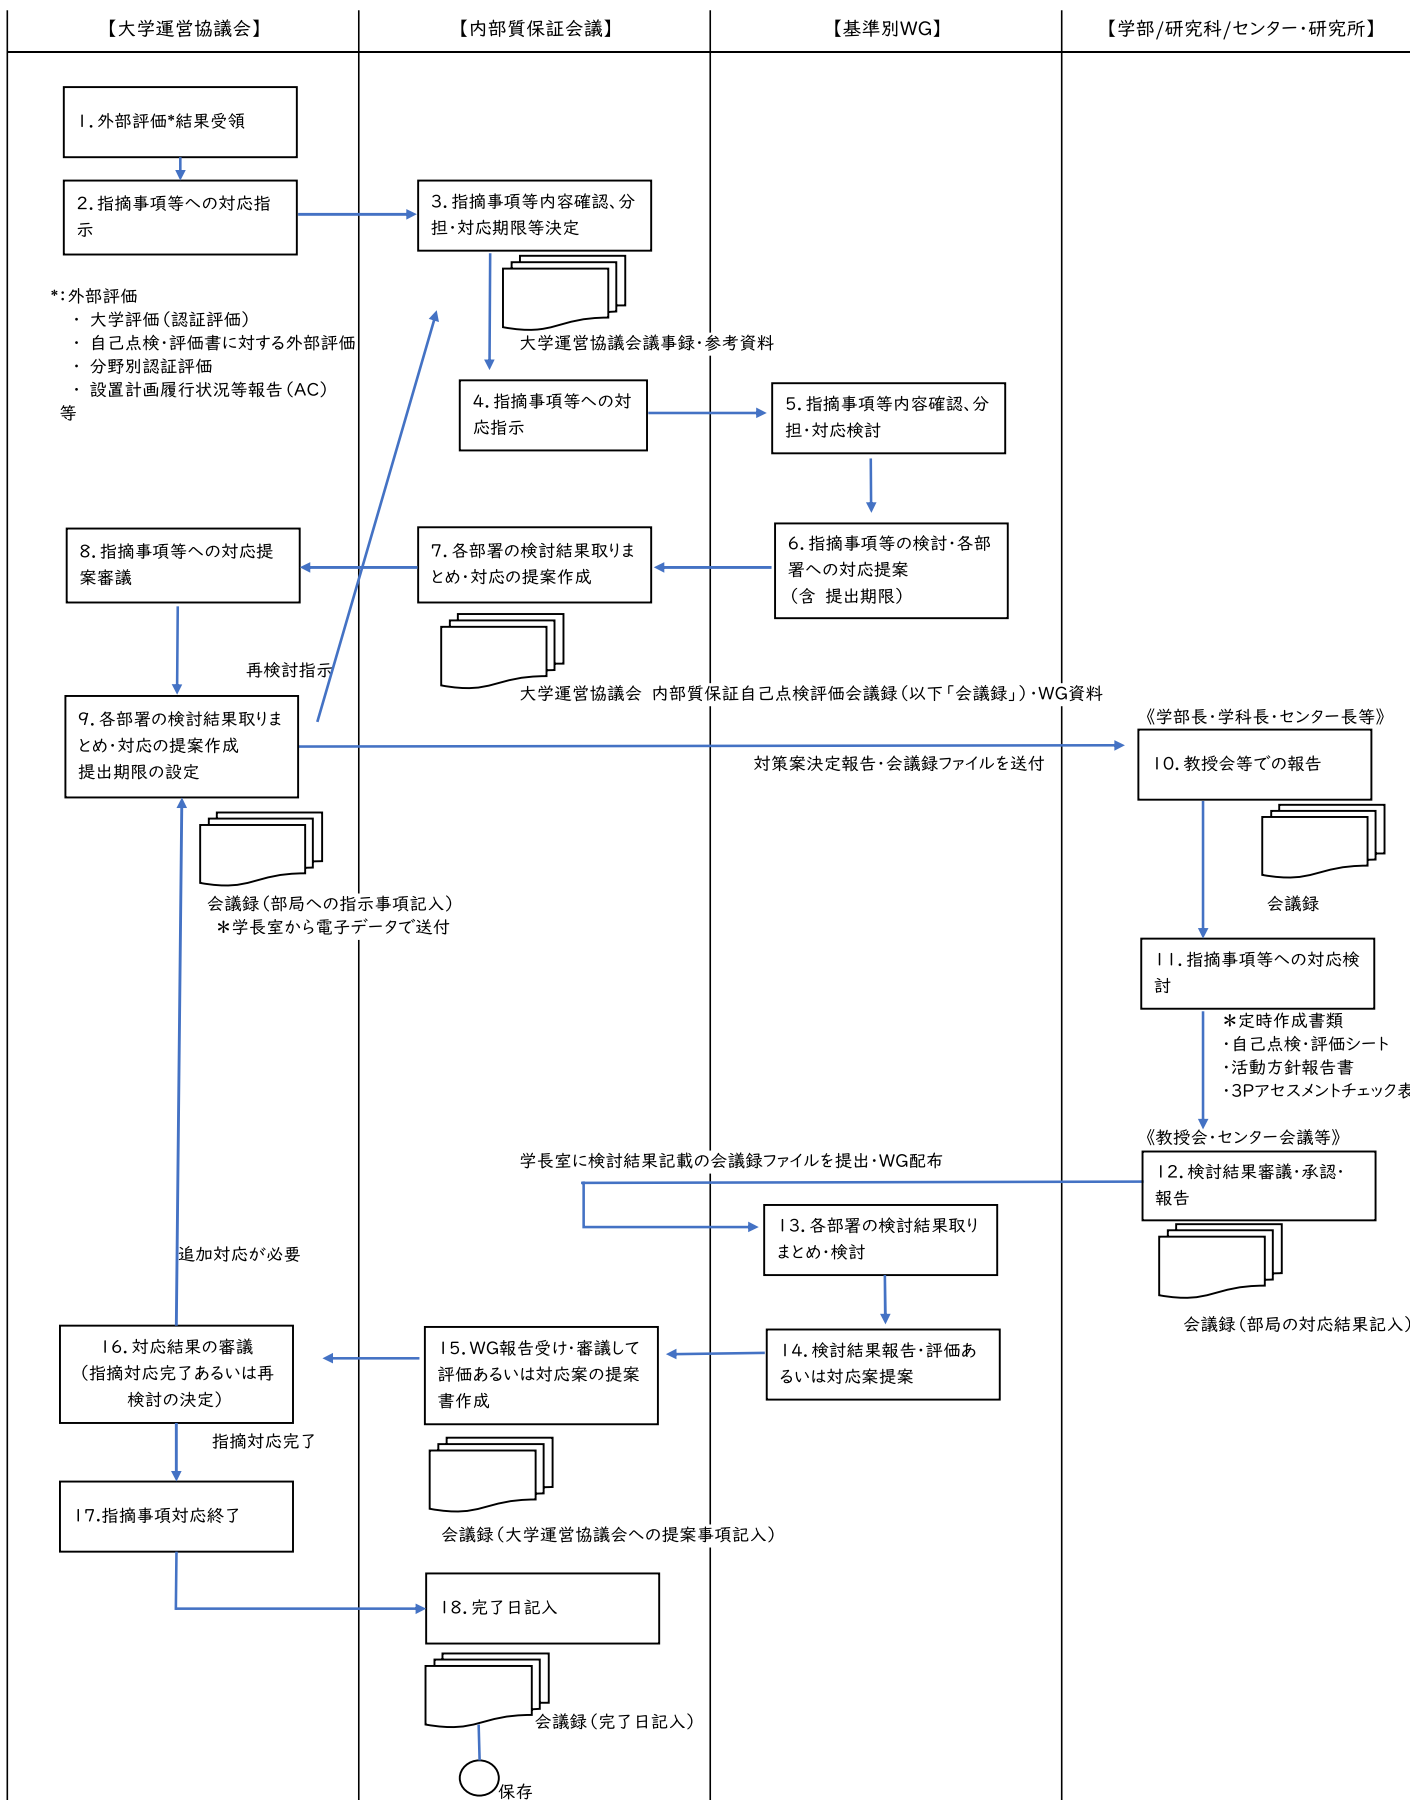 【大学運営協議会】
【内部質保証会議】
【基準別WG】
【学部/研究科/センター・研究所】
1.外部評価*結果受領
2.指摘事項等への対応指
示
3.指摘事項等内容確認、分
担・対応期限等決定
*:外部評価
・ 大学評価(認証評価)
・ 自己点検・評価書に対する外部評価
・ 分野別認証評価
・ 設置計画履行状況等報告(AC)
等
大学運営協議会議事録・参考資料
4.指摘事項等への対
応指示
5.指摘事項等内容確認、分
担・対応検討
6.指摘事項等の検討・各部
署への対応提案
(含 提出期限)
7.各部署の検討結果取りま
とめ・対応の提案作成
8.指摘事項等への対応提
案審議
再検討指示
大学運営協議会 内部質保証自己点検評価会議録(以下「会議録」)・WG資料
9.各部署の検討結果取りま
とめ・対応の提案作成
提出期限の設定
対策案決定報告・会議録ファイルを送付
《学部長・学科長・センター長等》
10.教授会等での報告
会議録(部局への指示事項記入)
＊学長室から電子データで送付
会議録
11.指摘事項等への対応検
討
＊定時作成書類
・自己点検・評価シート
・活動方針報告書
・3Pアセスメントチェック表
《教授会・センター会議等》
学長室に検討結果記載の会議録ファイルを提出・WG配布
12.検討結果審議・承認・
報告
会議録(部局の対応結果記入)
13.各部署の検討結果取り
まとめ・検討
追加対応が必要
14.検討結果報告・評価あ
るいは対応案提案
15.WG報告受け・審議して
評価あるいは対応案の提案
書作成
16.対応結果の審議
(指摘対応完了あるいは再
検討の決定)
指摘対応完了
会議録(大学運営協議会への提案事項記入)
17.指摘事項対応終了
18.完了日記入
会議録(完了日記入)
保存